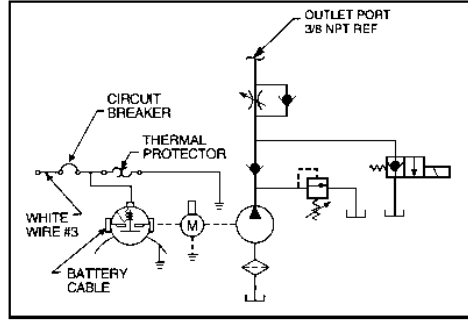 OUTLET PORT
3/8 NPT REF
CIRCUIT
BREAKER
THERMAL
PROTECTOR
WHITE
WIRE #3
M
BATTERY
CABLE